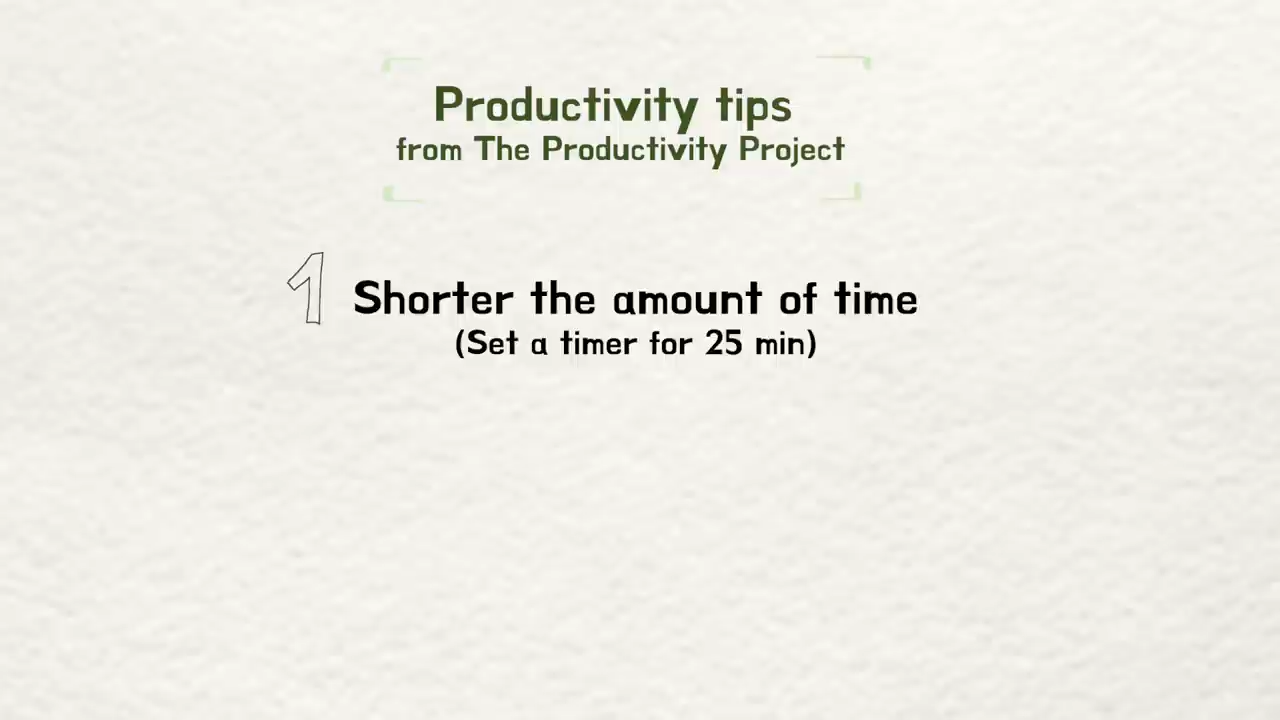 Productivity tips
from The Productivity Project
1 Shorter the amount of time
(Set a timer for 25 min)